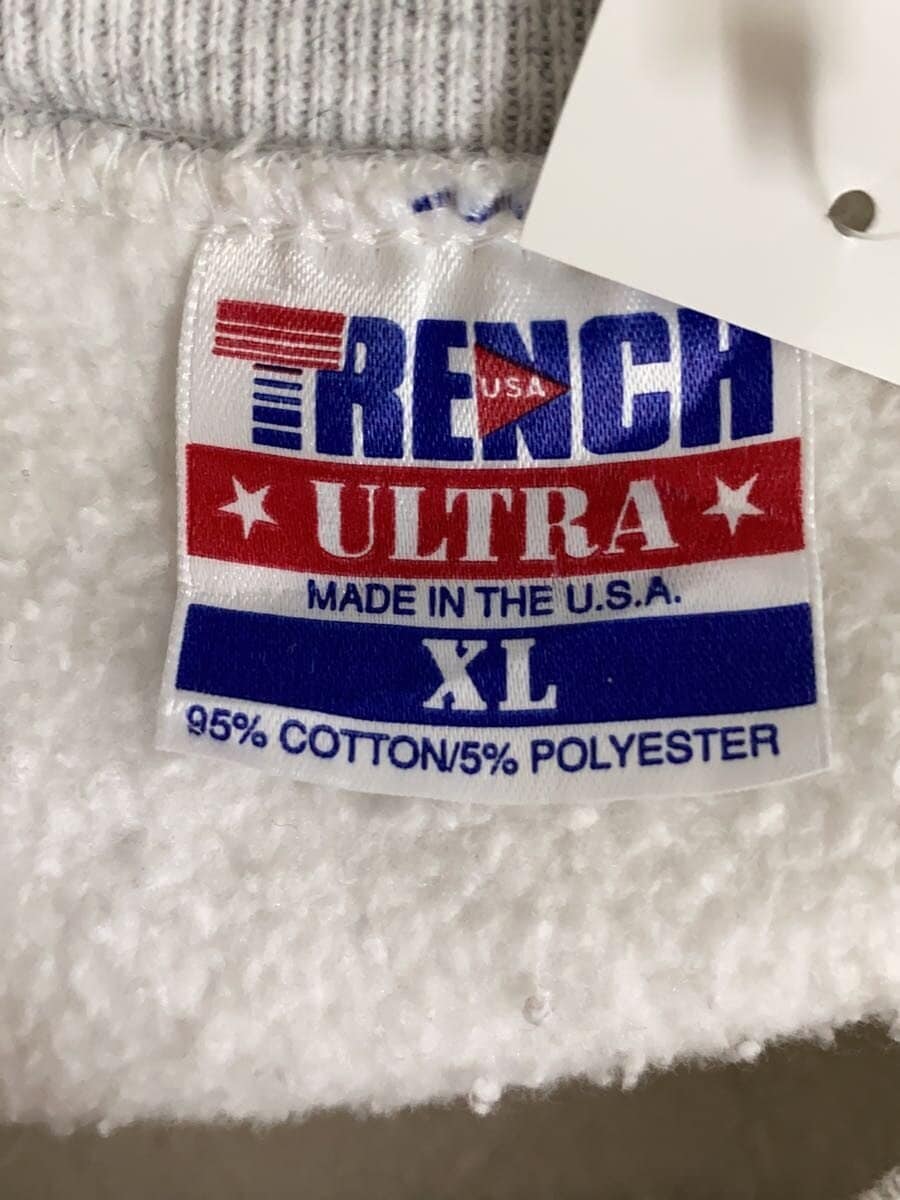 TRENCH
USA
ULTRA
MADE IN THE U.S.A.
XL
95% COTTON/5% POLYESTER